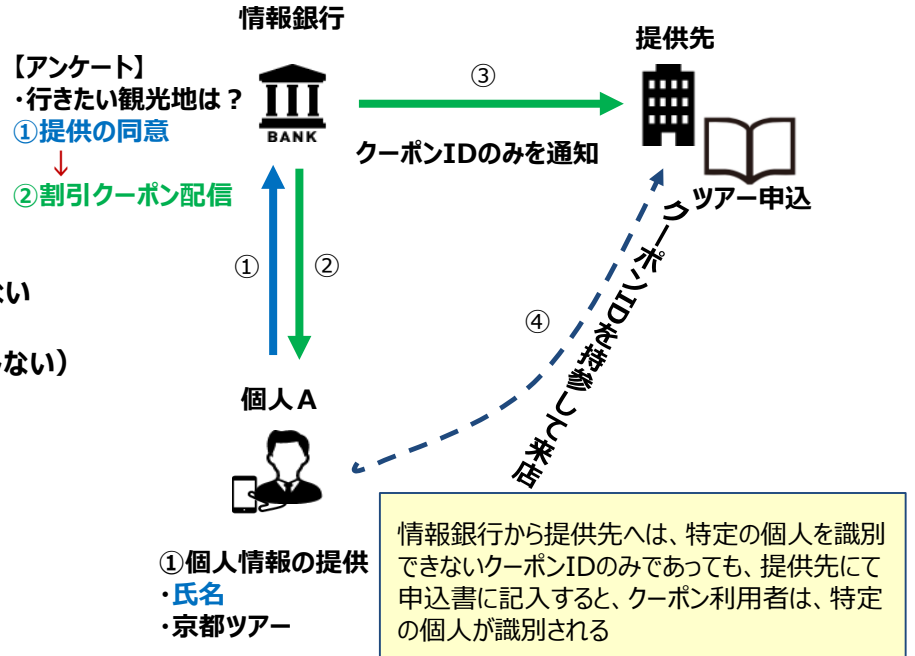 情報銀行
提供先
【アンケート】
・行きたい観光地は？
①提供の同意
↓
②割引クーポン配信
BANK
③
クーポンIDのみを通知
ツアー申込
①
②
ない
ない）
④
クーポンIDを持参して来店
個人A
①個人情報の提供
・氏名
・京都ツアー
情報銀行から提供先へは、特定の個人を識別
できないクーポンIDのみであっても、提供先にて
申込書に記入すると、クーポン利用者は、特定
の個人が識別される